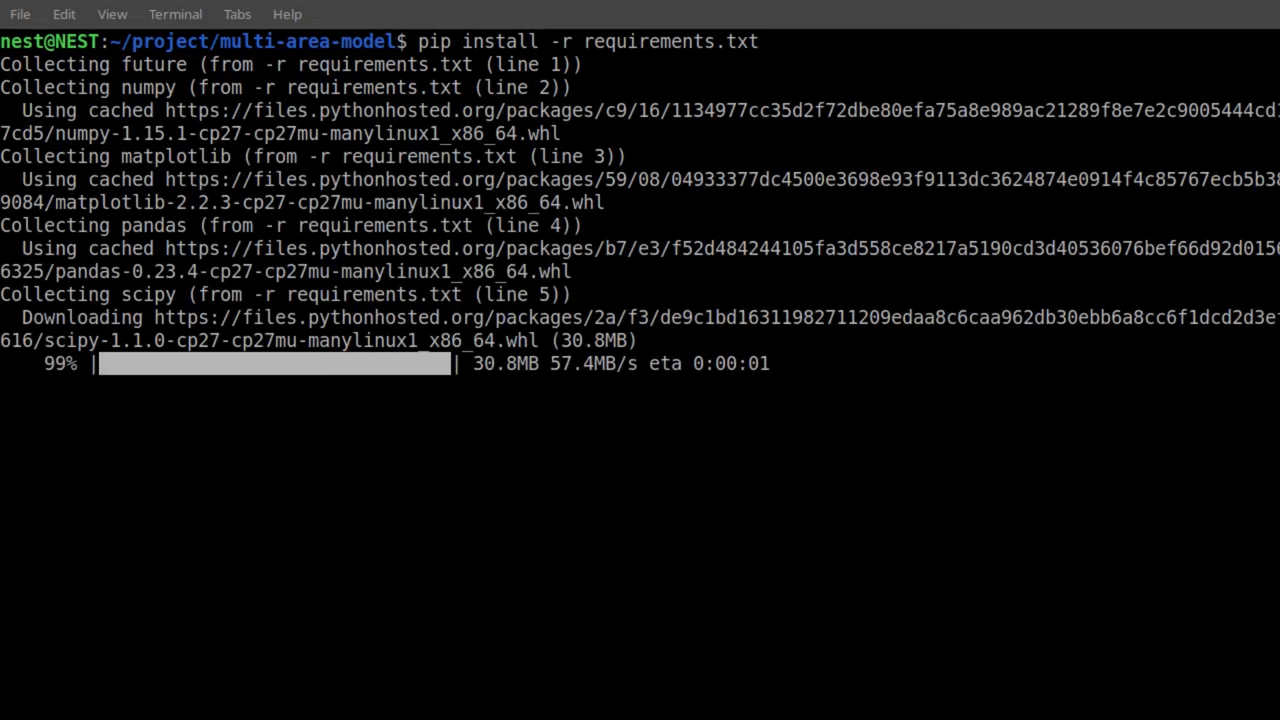 File Edit View Terminal Tabs Help
nest@NEST:~/project/multi-area-model$ pip install -r requirements.txt
Collecting future (from -r requirements.txt (line 1))
Collecting numpy (from -r requirements.txt (line 2))
  Using cached https://files.pythonhosted.org/packages/c9/16/1134977cc35d2f72dbe80efa75a8e989ac21289f8e7e2c9005444cd1
7cd5/numpy-1.15.1-cp27-cp27mu-manylinux1_x86_64.whl
Collecting matplotlib (from -r requirements.txt (line 3))
  Using cached https://files.pythonhosted.org/packages/59/08/04933377dc4500e3698e93f9113dc3624874e0914f4c85767ecb5b38
9084/matplotlib-2.2.3-cp27-cp27mu-manylinux1_x86_64.whl
Collecting pandas (from -r requirements.txt (line 4))
  Using cached https://files.pythonhosted.org/packages/b7/e3/f52d484244105fa3d558ce8217a5190cd3d40536076bef66d92d0156
6325/pandas-0.23.4-cp27-cp27mu-manylinux1_x86_64.whl
Collecting scipy (from -r requirements.txt (line 5))
  Downloading https://files.pythonhosted.org/packages/2a/f3/de9c1bd16311982711209edaa8c6caa962db30ebb6a8cc6f1dcd2d3ef
616/scipy-1.1.0-cp27-cp27mu-manylinux1_x86_64.whl (30.8MB)
    99% |████████████████████████████████| 30.8MB 57.4MB/s eta 0:00:01